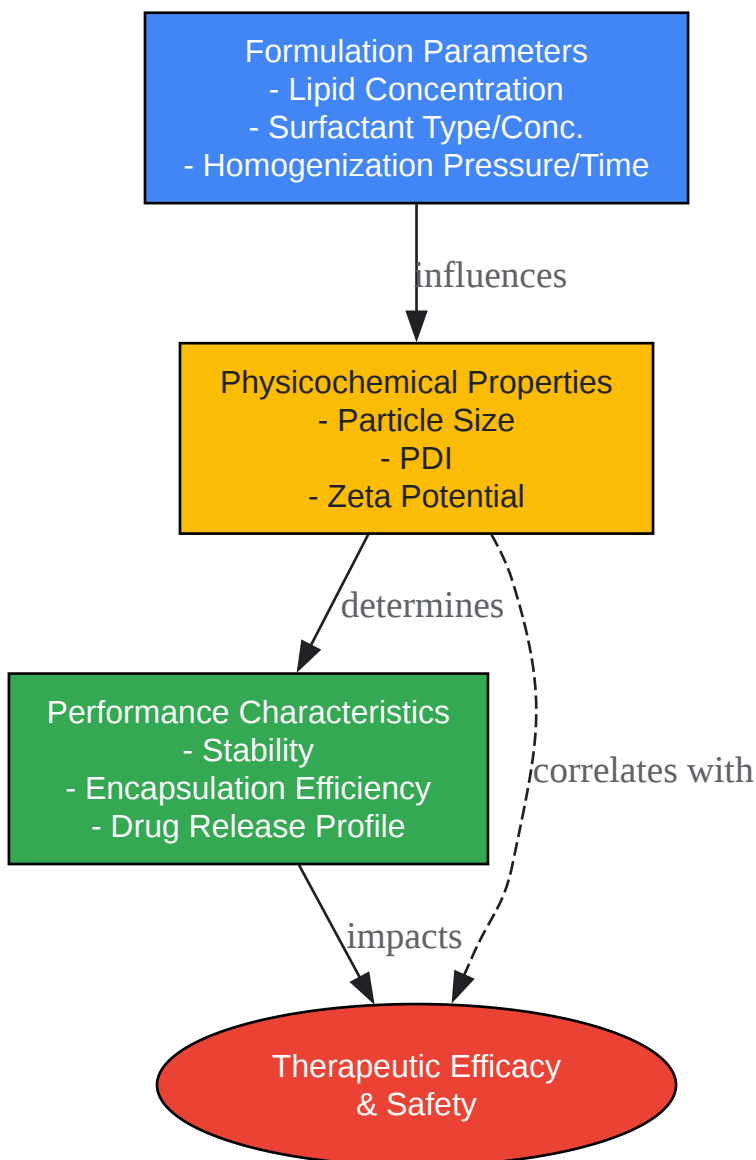 Formulation Parameters
- Lipid Concentration
- Surfactant Type/Conc.
- Homogenization Pressure/Time
influences
Physicochemical Properties
- Particle Size
- PDI
- Zeta Potential
determines
Performance Characteristics
- Stability
- Encapsulation Efficiency
- Drug Release Profile
correlates with
impacts
Therapeutic Efficacy
& Safety